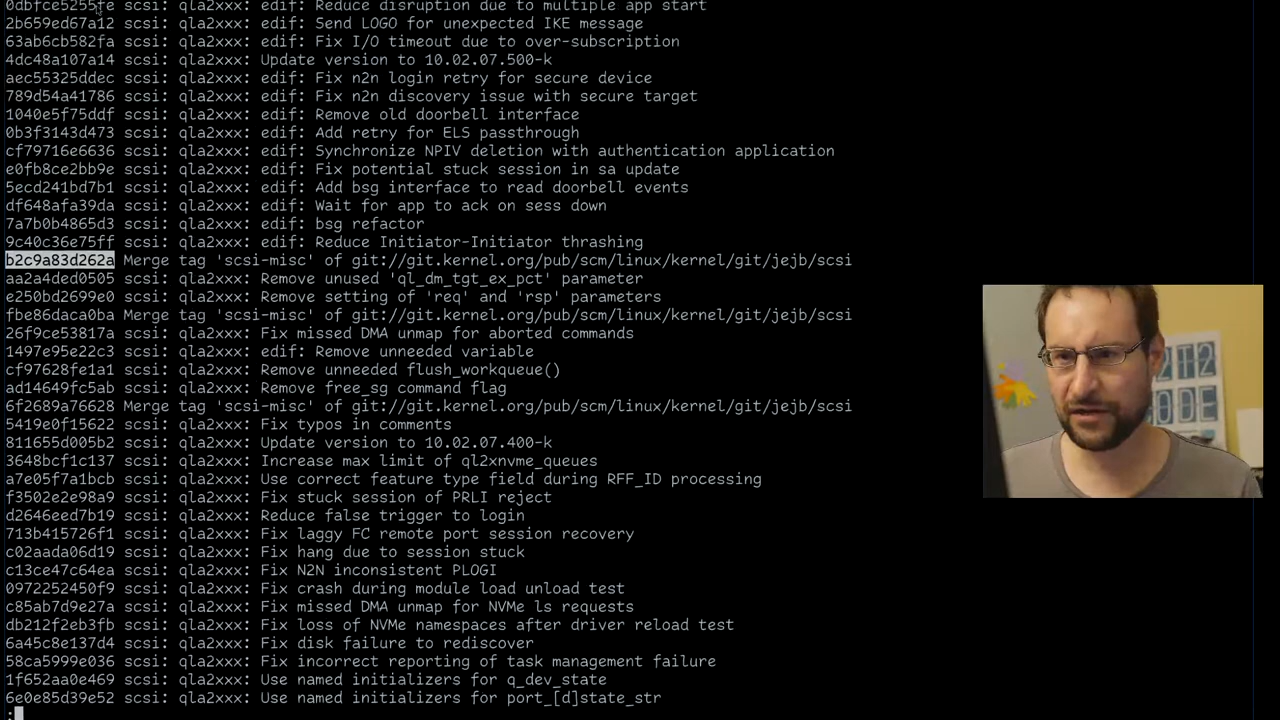 0dbfce5255fe scsi: qla2xxx: edif: Reduce disruption due to multiple app start
2b659ed67a12 scsi: qla2xxx: edif: Send LOGO for unexpected IKE message
63ab6cb582fa scsi: qla2xxx: edif: Fix I/O timeout due to over-subscription
4dc48a107a14 scsi: qla2xxx: Update version to 10.02.07.500-k
aec55325ddec scsi: qla2xxx: edif: Fix n2n login retry for secure device
789d54a41786 scsi: qla2xxx: edif: Fix n2n discovery issue with secure target
1040e5f75ddf scsi: qla2xxx: edif: Remove old doorbell interface
0b3f3143d473 scsi: qla2xxx: edif: Add retry for ELS passthrough
cf79716e6636 scsi: qla2xxx: edif: Synchronize NPIV deletion with authentication application
e0fb8ce2bb9e scsi: qla2xxx: edif: Fix potential stuck session in sa update
5ecd241bd7b1 scsi: qla2xxx: edif: Add bsg interface to read doorbell events
df648afa39da scsi: qla2xxx: edif: Wait for app to ack on sess down
7a7b0b4865d3 scsi: qla2xxx: edif: bsg refactor
9c40c36e75ff scsi: qla2xxx: edif: Reduce Initiator-Initiator thrashing
b2c9a83d262a Merge tag 'scsi-misc' of git://git.kernel.org/pub/scm/linux/kernel/git/jejb/scsi
aa2a4ded0505 scsi: qla2xxx: Remove unused 'ql_dm_tgt_ex_pct' parameter
e250bd2699e0 scsi: qla2xxx: Remove setting of 'req' and 'rsp' parameters
fbe86daca0ba Merge tag 'scsi-misc' of git://git.kernel.org/pub/scm/linux/kernel/git/jejb/scsi
26f9ce53817a scsi: qla2xxx: Fix missed DMA unmap for aborted commands
1497e95e22c3 scsi: qla2xxx: edif: Remove unneeded variable
cf97628fe1a1 scsi: qla2xxx: Remove unneeded flush_workqueue()
ad14649fc5ab scsi: qla2xxx: Remove free_sg command flag
6f2689a76628 Merge tag 'scsi-misc' of git://git.kernel.org/pub/scm/linux/kernel/git/jejb/scsi
5419e0f15622 scsi: qla2xxx: Fix typos in comments
811655d005b2 scsi: qla2xxx: Update version to 10.02.07.400-k
3648bcf1c137 scsi: qla2xxx: Increase max limit of ql2xnvme_queues
a7e05f7a1bcb scsi: qla2xxx: Use correct feature type field during RFF_ID processing
f3502e2e98a9 scsi: qla2xxx: Fix stuck session of PRLI reject
d2646eed7b19 scsi: qla2xxx: Reduce false trigger to login
713b415726f1 scsi: qla2xxx: Fix laggy FC remote port session recovery
c02aada06d19 scsi: qla2xxx: Fix hang due to session stuck
c13ce47c64ea scsi: qla2xxx: Fix N2N inconsistent PLOGI
0972252450f9 scsi: qla2xxx: Fix crash during module load unload test
c85ab7d9e27a scsi: qla2xxx: Fix missed DMA unmap for NVMe ls requests
db212f2eb3fb scsi: qla2xxx: Fix loss of NVMe namespaces after driver reload test
6a45c8e137d4 scsi: qla2xxx: Fix disk failure to rediscover
58ca5999e036 scsi: qla2xxx: Fix incorrect reporting of task management failure
1f652aa0e469 scsi: qla2xxx: Use named initializers for q_dev_state
6e0e85d39e52 scsi: qla2xxx: Use named initializers for port_[d]state_str
: